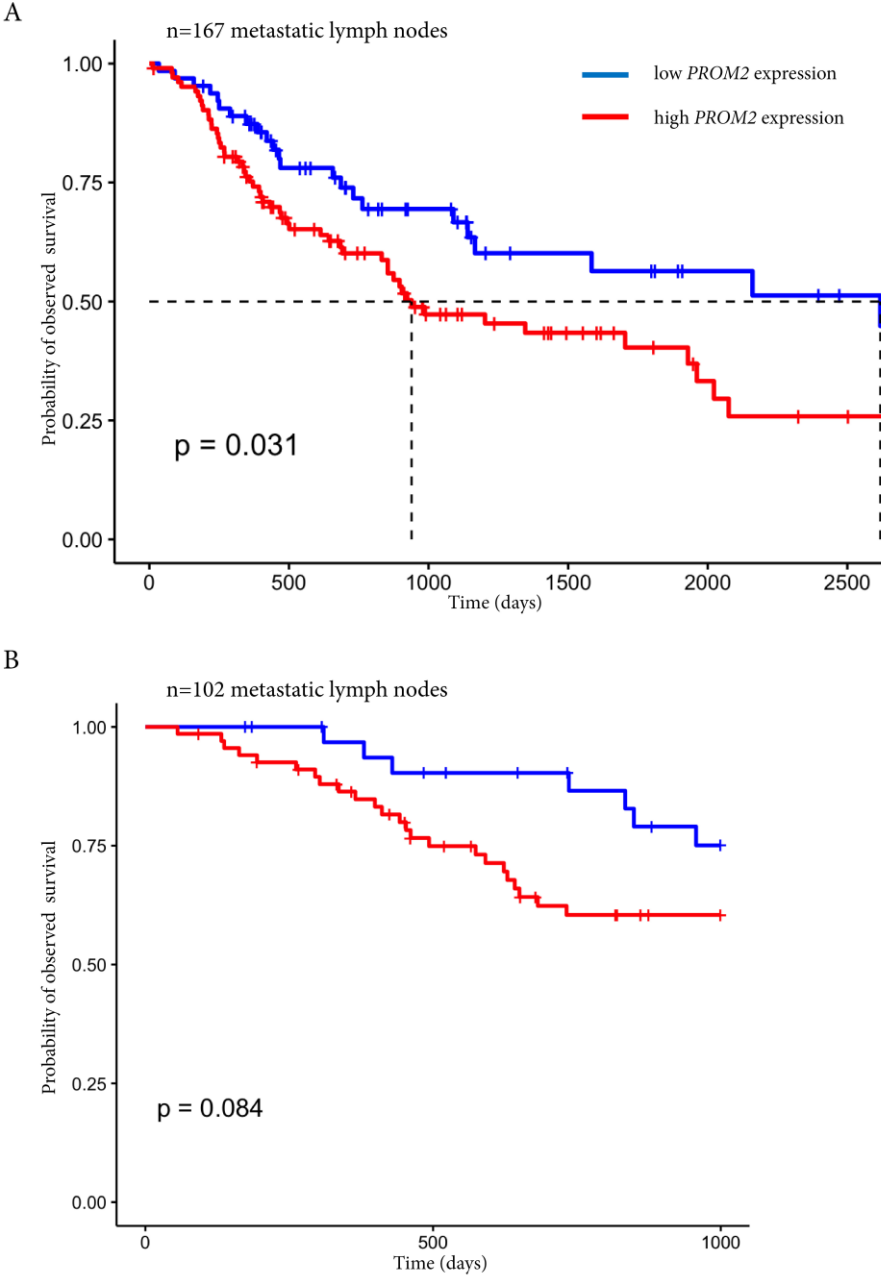 A
n=167 metastatic lymph nodes
low PROM2 expression
high PROM2 expression
1.00
0.75
0.50
0.25
0.00
Probability of observed survival
p = 0.031
0 500 1000 1500 2000 2500
Time (days)
B
n=102 metastatic lymph nodes
1.00
0.75
0.50
0.25
0.00
Probability of observed survival
p = 0.084
0 500 1000
Time (days)